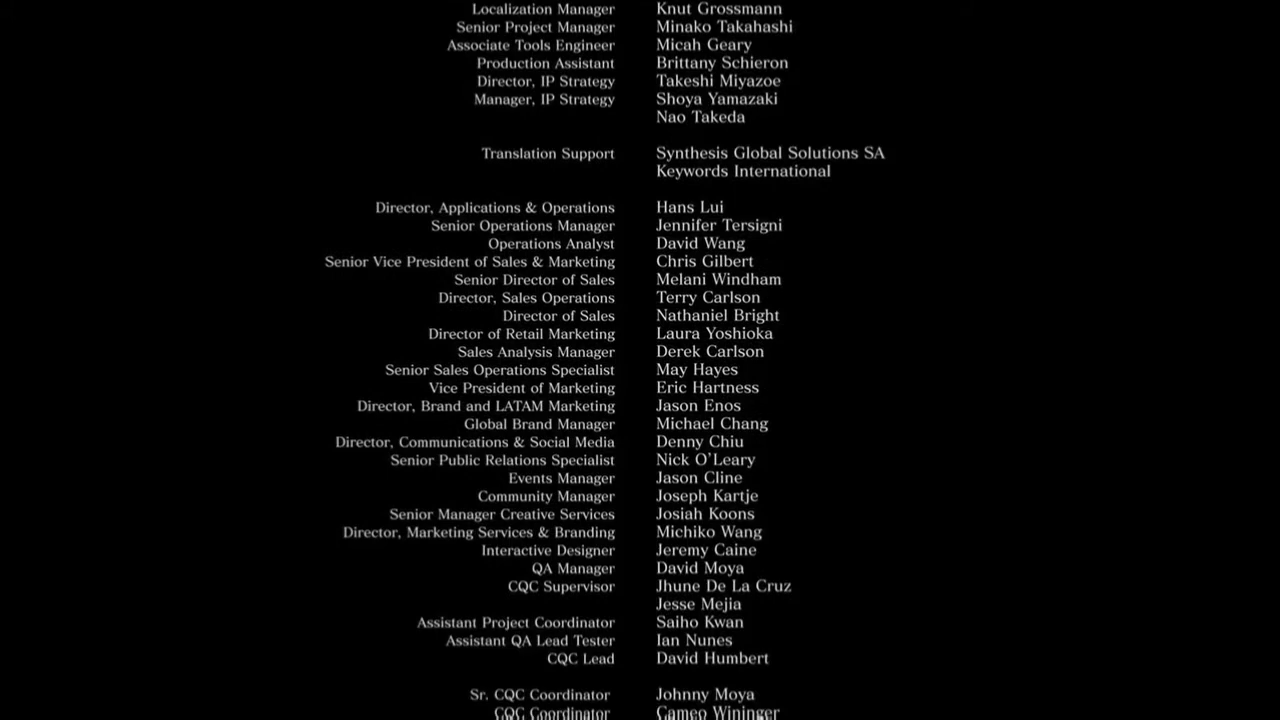 Localization Manager Knut Grossmann
Senior Project Manager Minako Takahashi
Associate Tools Engineer Micah Geary
Production Assistant Brittany Schieron
Director, IP Strategy Takeshi Miyazoe
Manager, IP Strategy Shoya Yamazaki
Nao Takeda
Translation Support Synthesis Global Solutions SA
Keywords International
Director, Applications & Operations Hans Lui
Senior Operations Manager Jennifer Tersigni
Operations Analyst David Wang
Senior Vice President of Sales & Marketing Chris Gilbert
Senior Director of Sales Melani Windham
Director, Sales Operations Terry Carlson
Director of Sales Nathaniel Bright
Director of Retail Marketing Laura Yoshioka
Sales Analysis Manager Derek Carlson
Senior Sales Operations Specialist May Hayes
Vice President of Marketing Eric Hartness
Director, Brand and LATAM Marketing Jason Enos
Global Brand Manager Michael Chang
Director, Communications & Social Media Denny Chiu
Senior Public Relations Specialist Nick O'Leary
Events Manager Jason Cline
Community Manager Joseph Kartje
Senior Manager Creative Services Josiah Koons
Director, Marketing Services & Branding Michiko Wang
Interactive Designer Jeremy Caine
QA Manager David Moya
CQC Supervisor Jhune De La Cruz
Jesse Mejia
Assistant Project Coordinator Saiho Kwan
Assistant QA Lead Tester Ian Nunes
CQC Lead David Humbert
Sr. CQC Coordinator Johnny Moya
CQC Coordinator Cameo Wininger